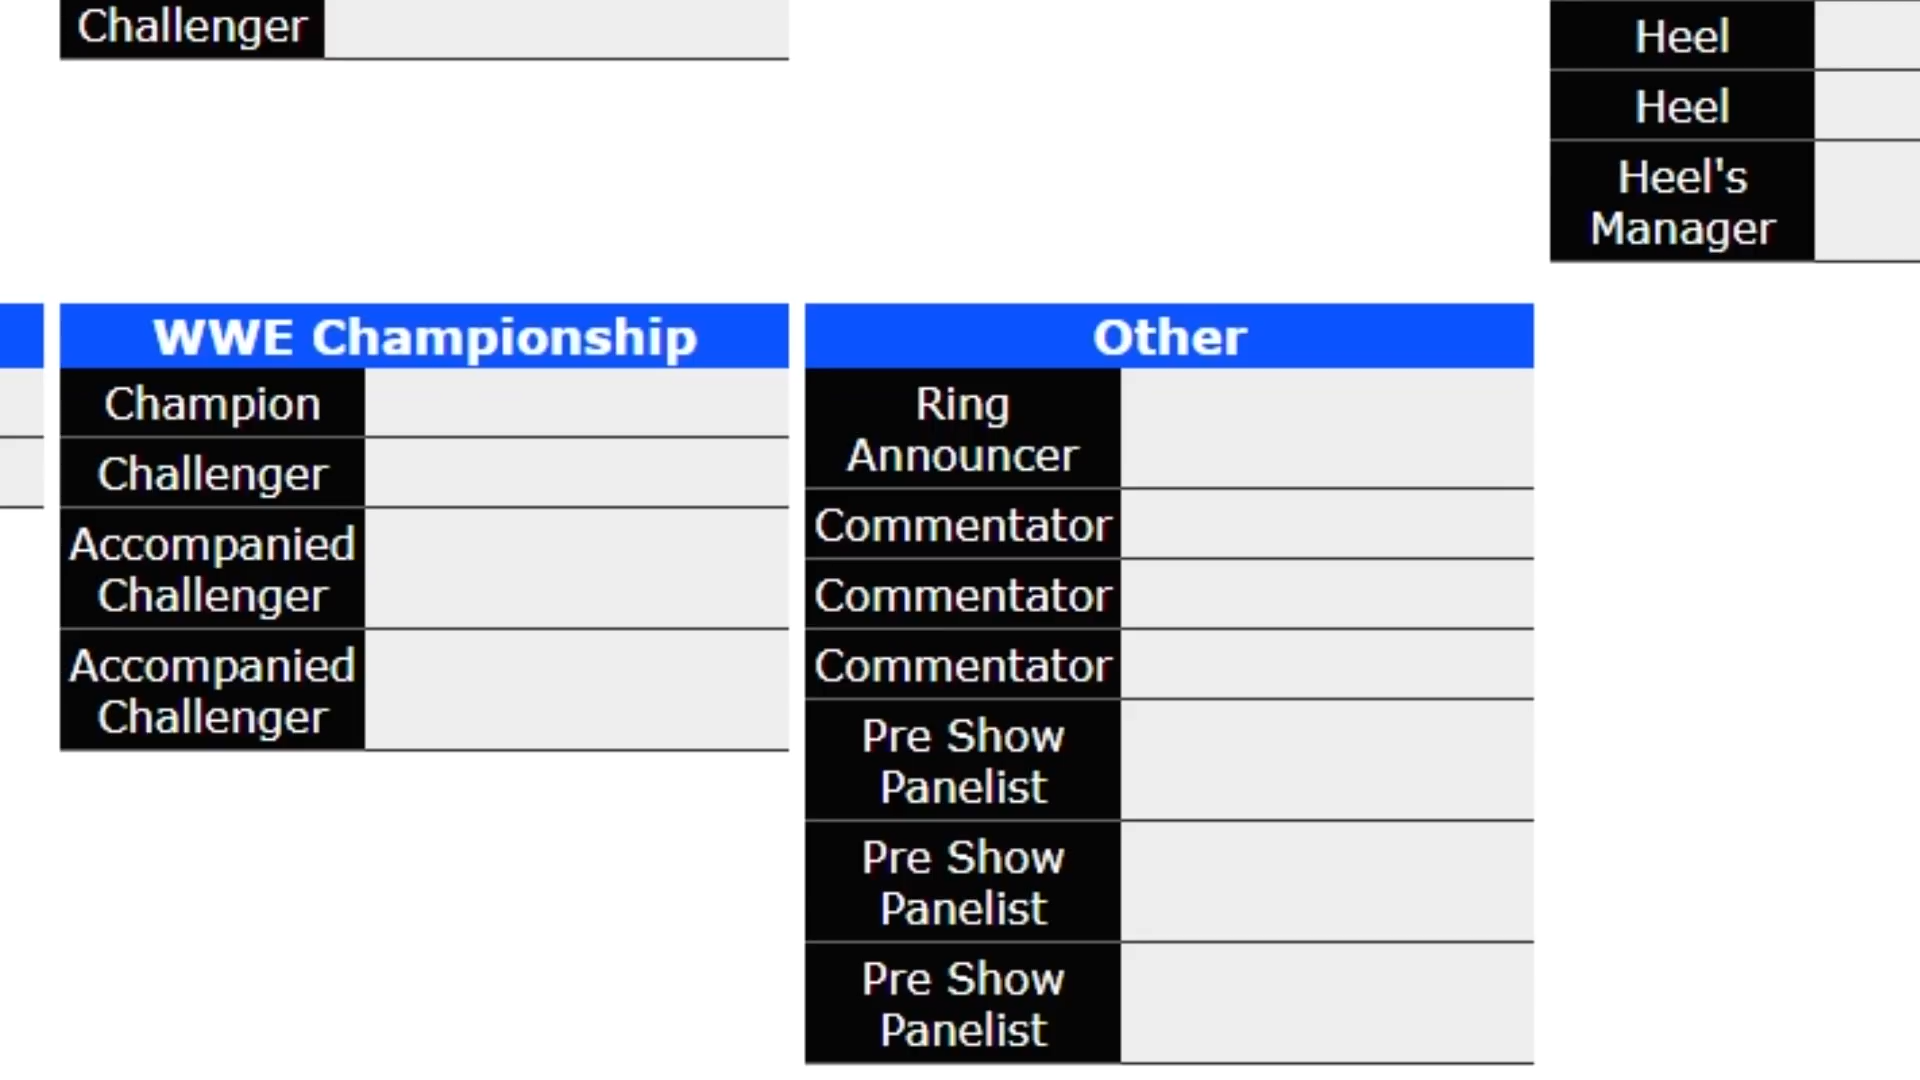 Challenger
Heel
Heel
Heel's
Manager
WWE Championship
Champion
Challenger
Accompanied
Challenger
Accompanied
Challenger
Other
Ring
Announcer
Commentator
Commentator
Commentator
Pre Show
Panelist
Pre Show
Panelist
Pre Show
Panelist